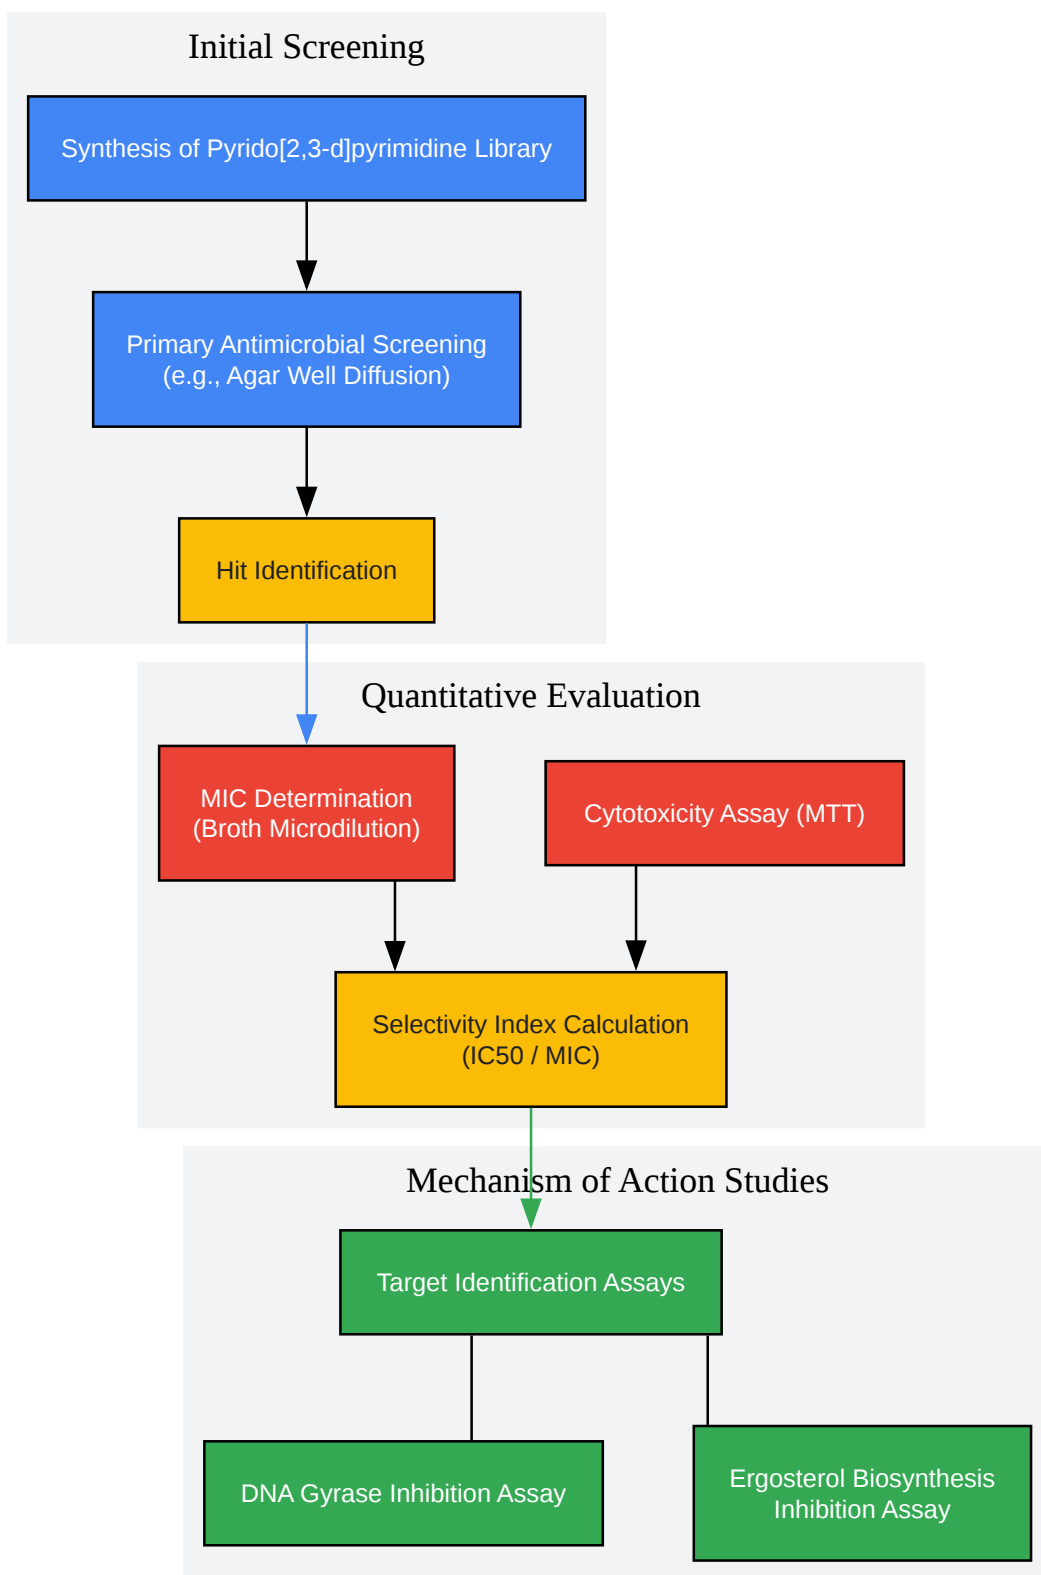 Initial Screening
Synthesis of Pyrido[2,3-d]pyrimidine Library
Primary Antimicrobial Screening
(e.g., Agar Well Diffusion)
Hit Identification
Quantitative Evaluation
MIC Determination
(Broth Microdilution)
Cytotoxicity Assay (MTT)
Selectivity Index Calculation
(IC50 / MIC)
Mechanism of Action Studies
Target Identification Assays
DNA Gyrase Inhibition Assay
Ergosterol Biosynthesis
Inhibition Assay